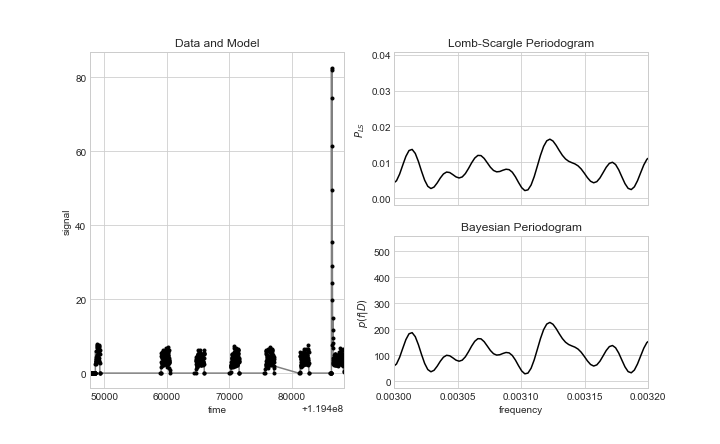 Data and Model
80
60
40
20
0
signal
50000 60000 70000 80000
time
+1.194e8
Lomb-Scargle Periodogram
0.04
0.03
0.02
0.01
0.00
P_LS
Bayesian Periodogram
500
400
300
200
100
0
p(f|D)
0.00300 0.00305 0.00310 0.00315 0.00320
frequency